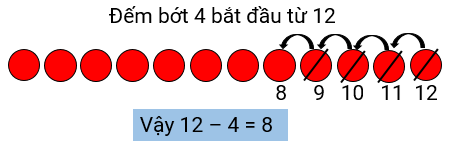 Đếm bớt 4 bắt đầu từ 12
8 9 10 11 12
Vậy 12 – 4 = 8